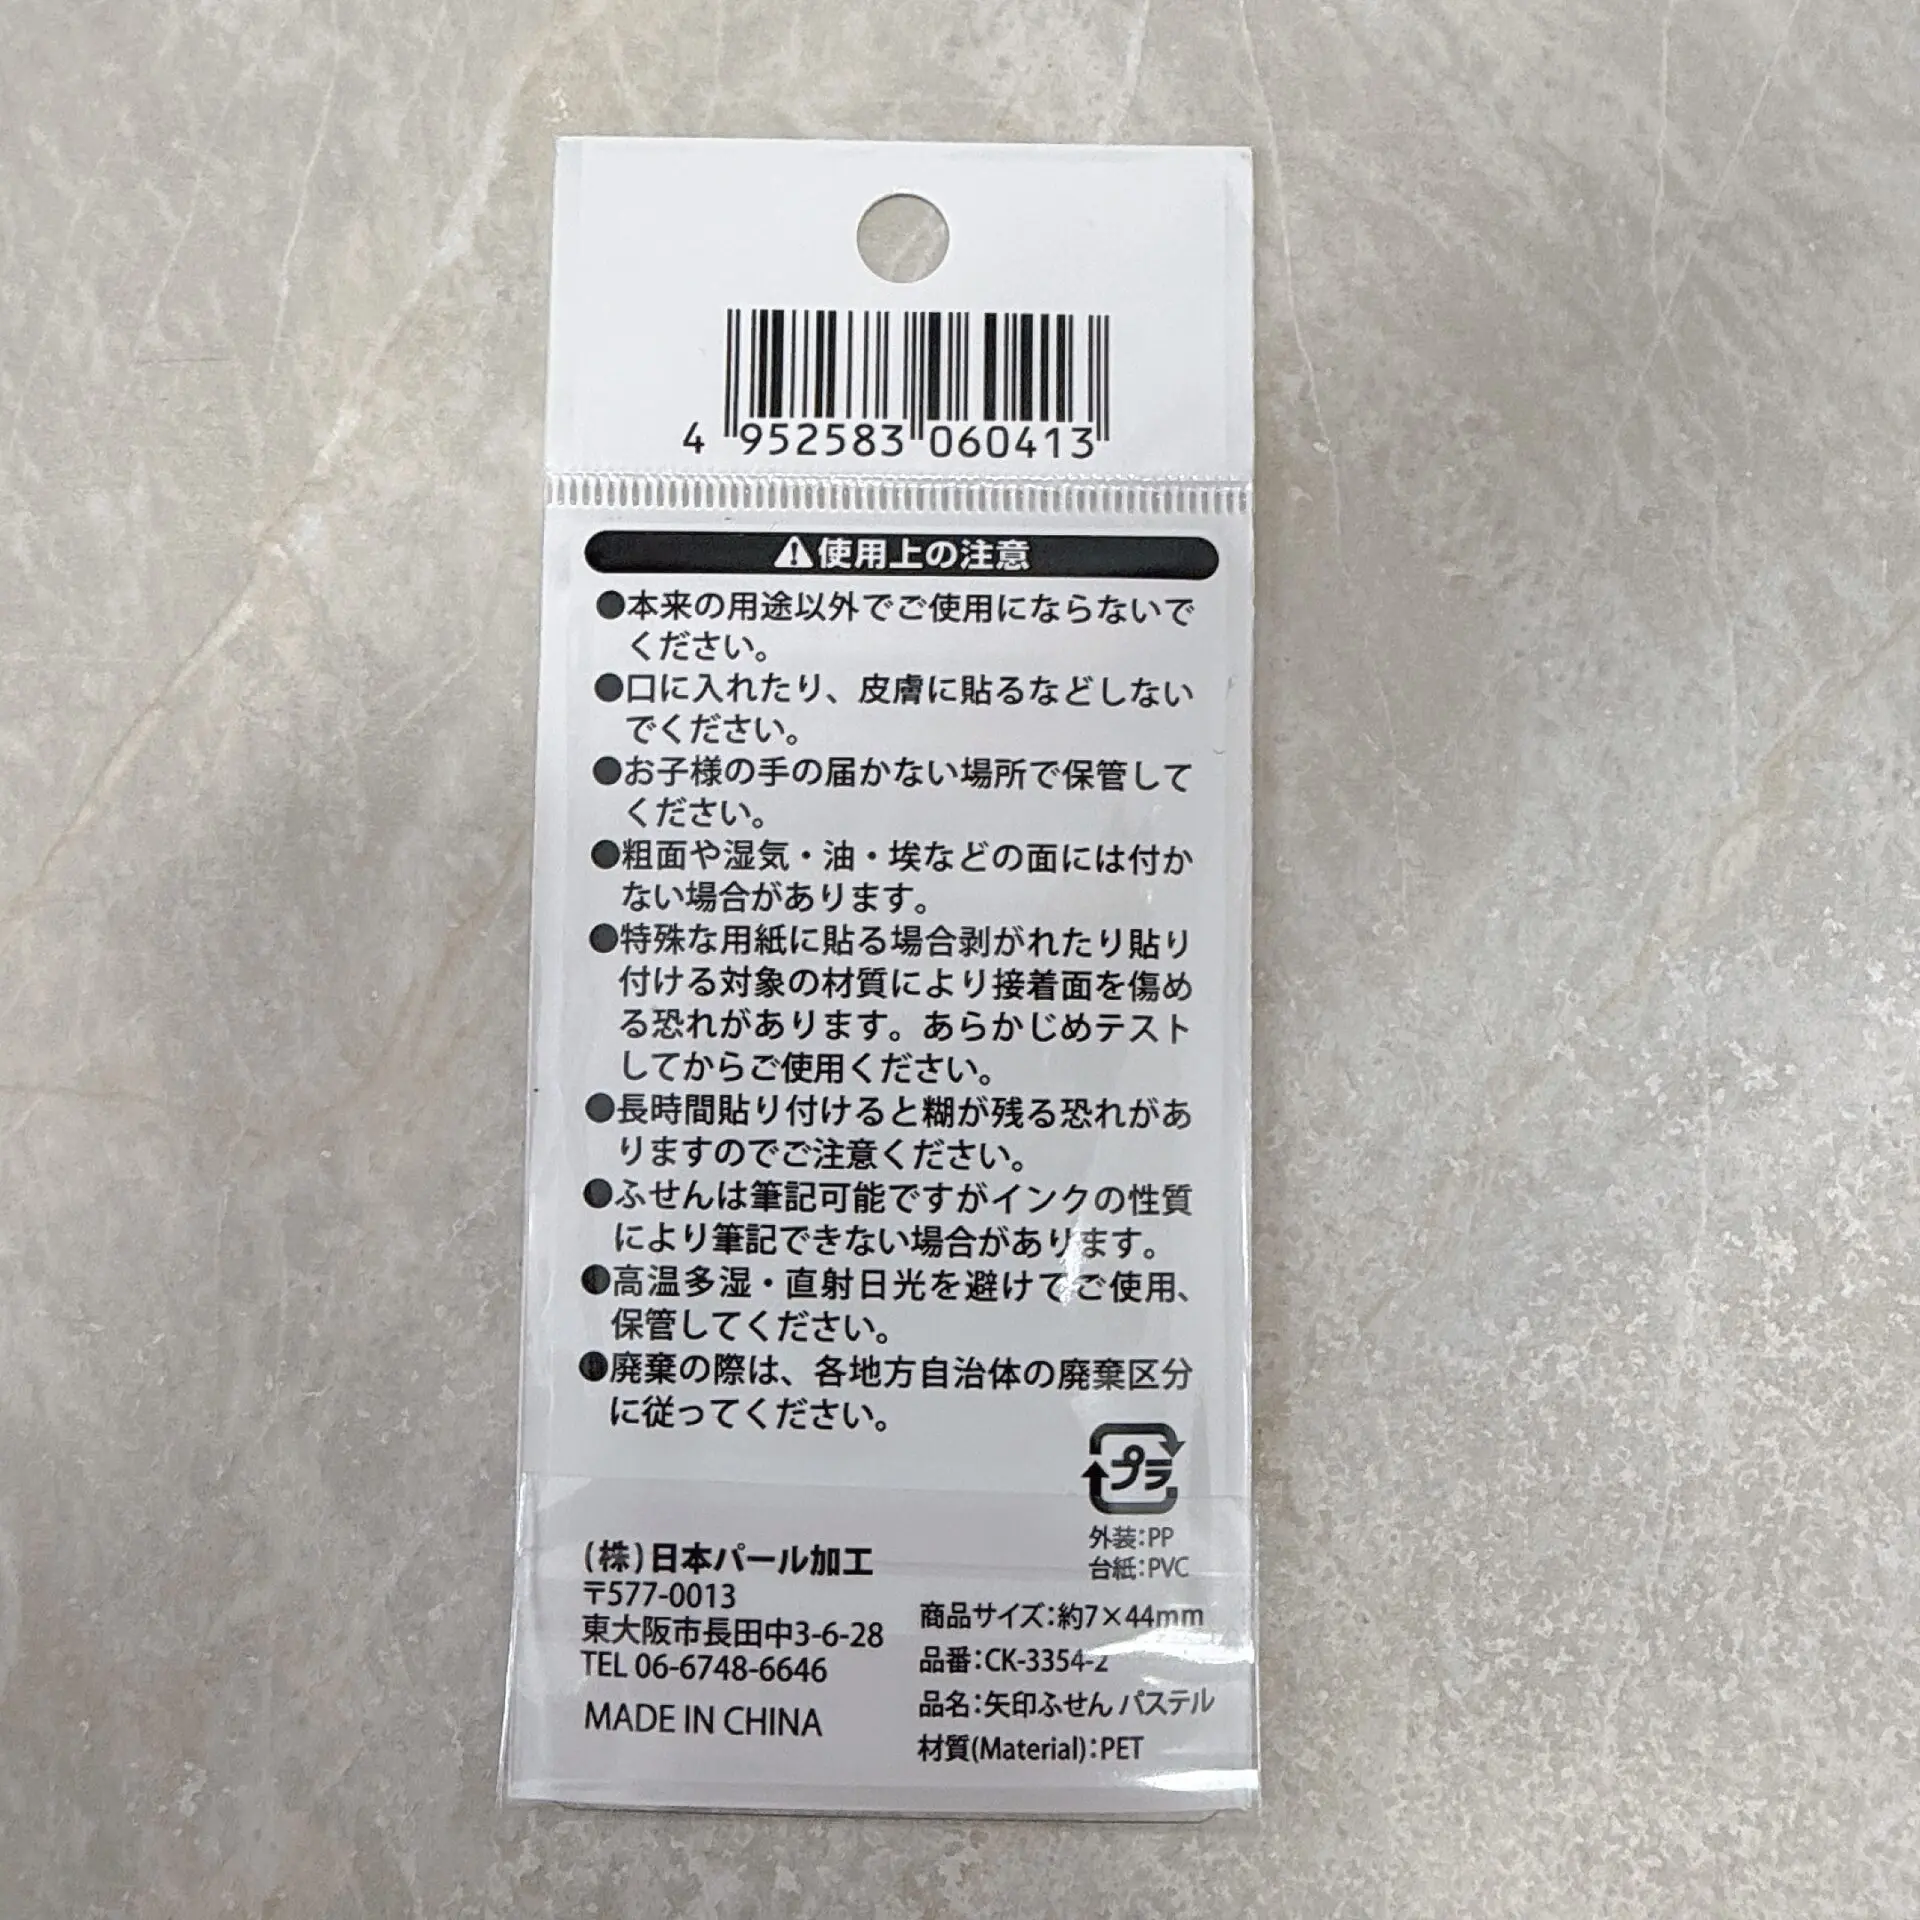 4 952583 060413
⚠使用上の注意
●本来の用途以外でご使用にならないで
ください。
●口に入れたり、皮膚に貼るなどしない
でください。
●お子様の手の届かない場所で保管して
ください。
●粗面や湿気・油・埃などの面には付か
ない場合があります。
●特殊な用紙に貼る場合剥がれたり貼り
付ける対象の材質により接着面を傷め
る恐れがあります。あらかじめテスト
してからご使用ください。
●長時間貼り付けると糊が残る恐れがあ
りますのでご注意ください。
●ふせんは筆記可能ですがインクの性質
により筆記できない場合があります。
●高温多湿・直射日光を避けてご使用、
保管してください。
●廃棄の際は、各地方自治体の廃棄区分
に従ってください。
プラ
外装:PP
台紙:PVC
(株)日本パール加工
〒577-0013
東大阪市長田中3-6-28
TEL 06-6748-6646
MADE IN CHINA
商品サイズ:約7×44mm
品番:CK-3354-2
品名:矢印ふせん パステル
材質(Material):PET